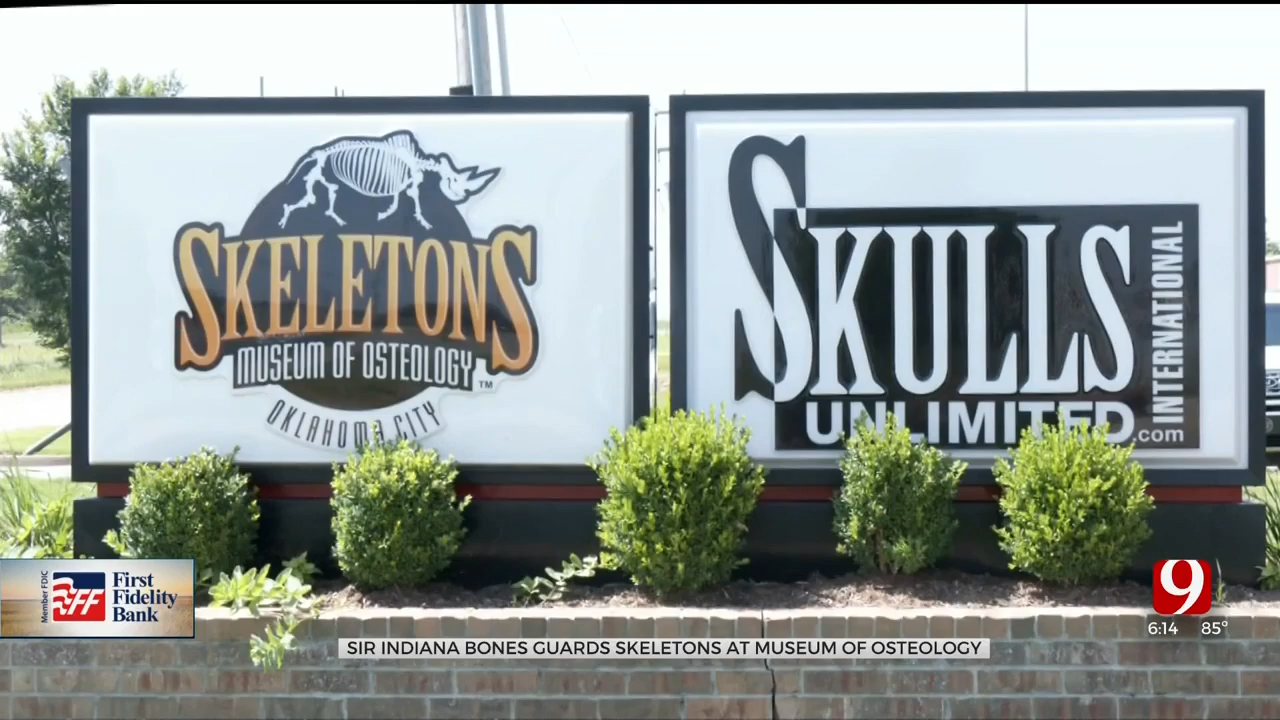 SKELETONS
MUSEUM OF OSTEOLOGY TM
OKLAHOMA CITY
SKULLS
INTERNATIONAL
UNLIMITED.com
Member FDIC
FFF
First
Fidelity
Bank
9
6:14 85°
SIR INDIANA BONES GUARDS SKELETONS AT MUSEUM OF OSTEOLOGY